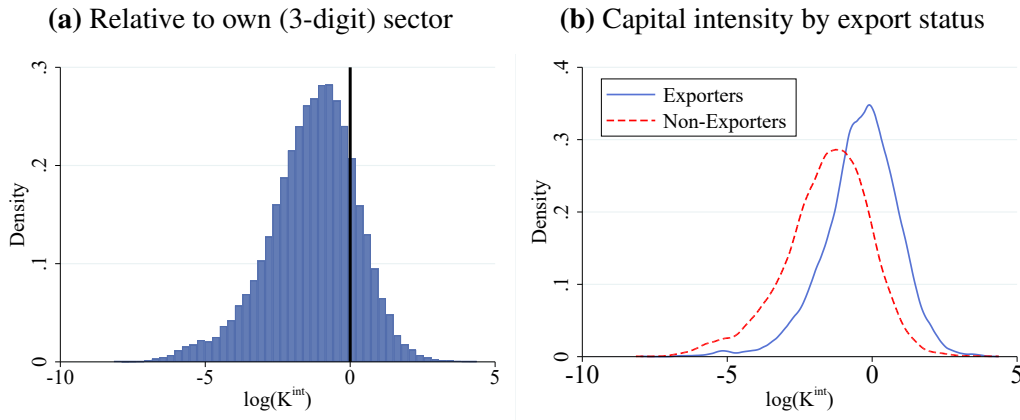 (a) Relative to own (3-digit) sector
Density
.3
.2
.1
0
-10
-5
0
5
log(K^int)
(b) Capital intensity by export status
Exporters
Non-Exporters
Density
.4
.3
.2
.1
0
-10
-5
0
5
log(K^int)